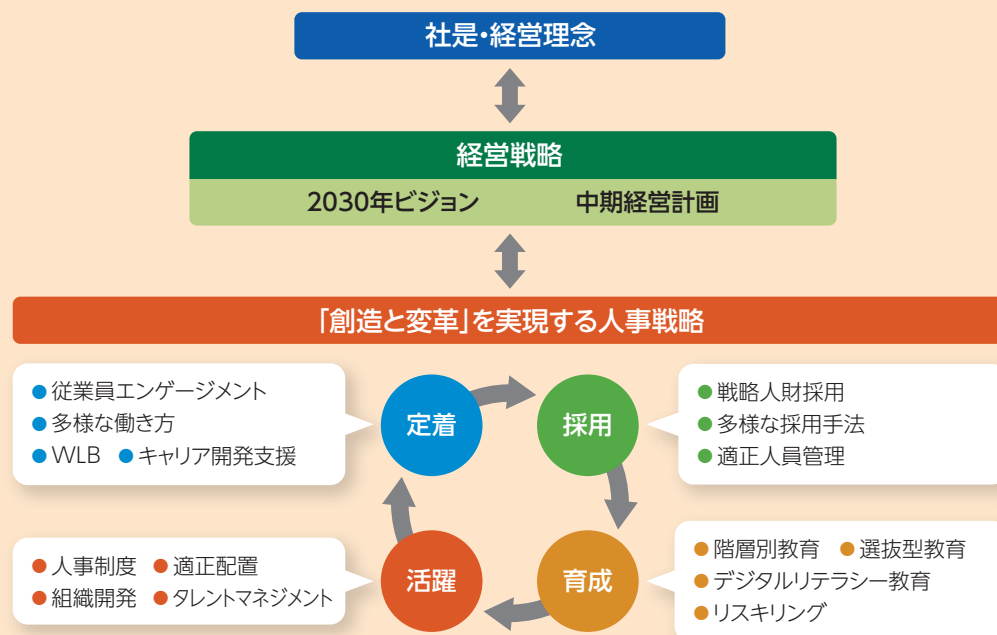 社是・経営理念
経営戦略
2030年ビジョン 中期経営計画
「創造と変革」を実現する人事戦略
● 従業員エンゲージメント
● 多様な働き方
● WLB ● キャリア開発支援
定着
採用
● 戦略人財採用
● 多様な採用手法
● 適正人員管理
● 人事制度 ● 適正配置
● 組織開発 ● タレントマネジメント
活躍
育成
● 階層別教育 ● 選抜型教育
● デジタルリテラシー教育
● リスキリング